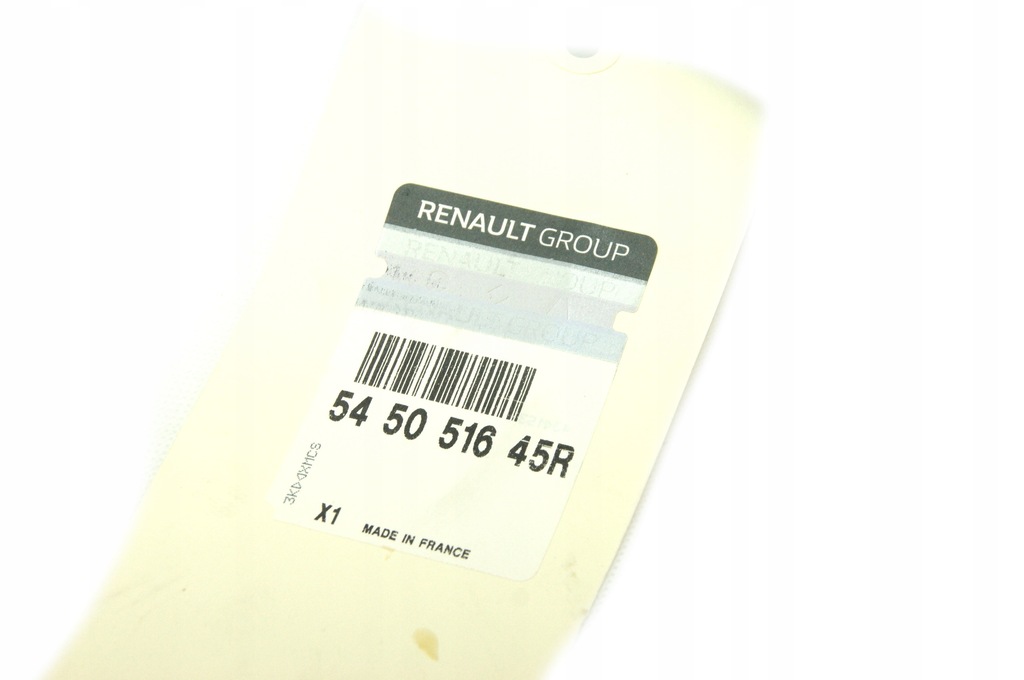 RENAULT GROUP
54 50 516 45R
X1
MADE IN FRANCE